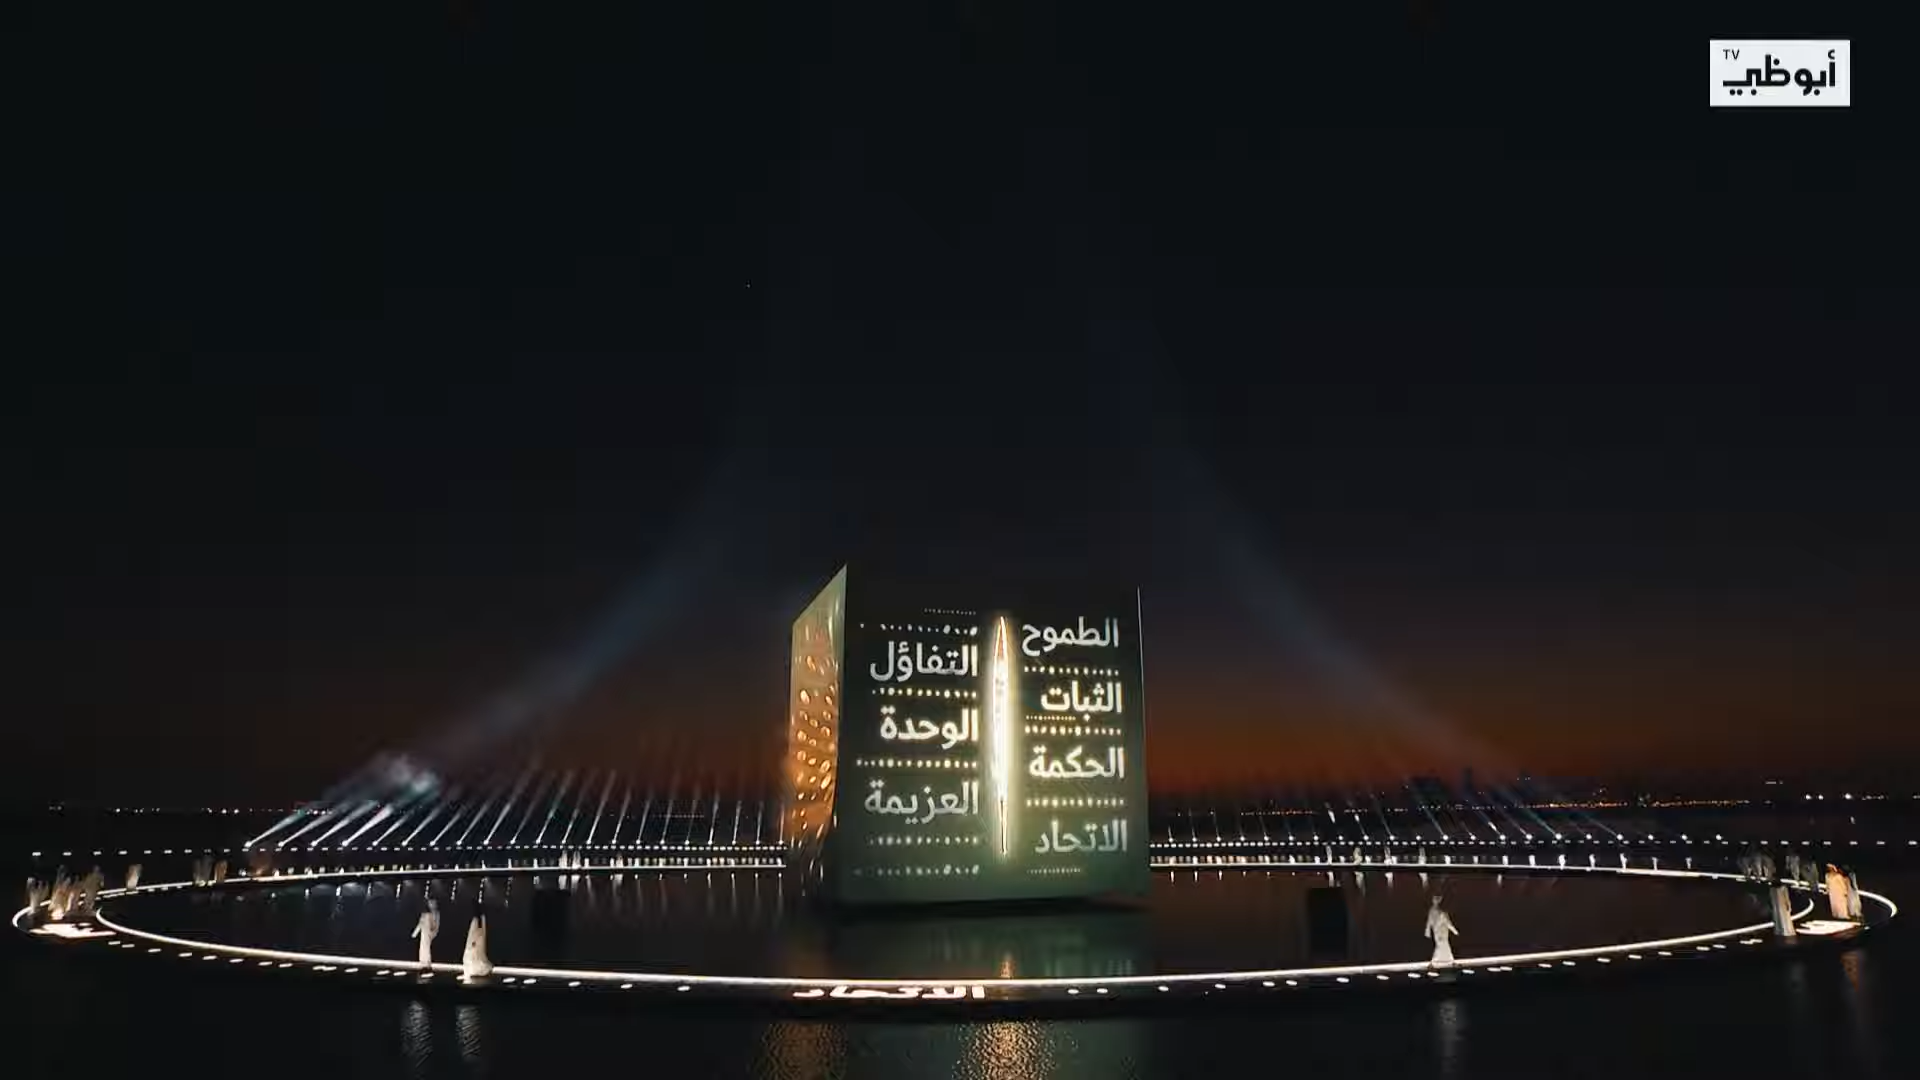 TV
أبوظبي
الطموح
الثبات
الحكمة
الاتحاد
التفاؤل
الوحدة
العزيمة
الاتحاد